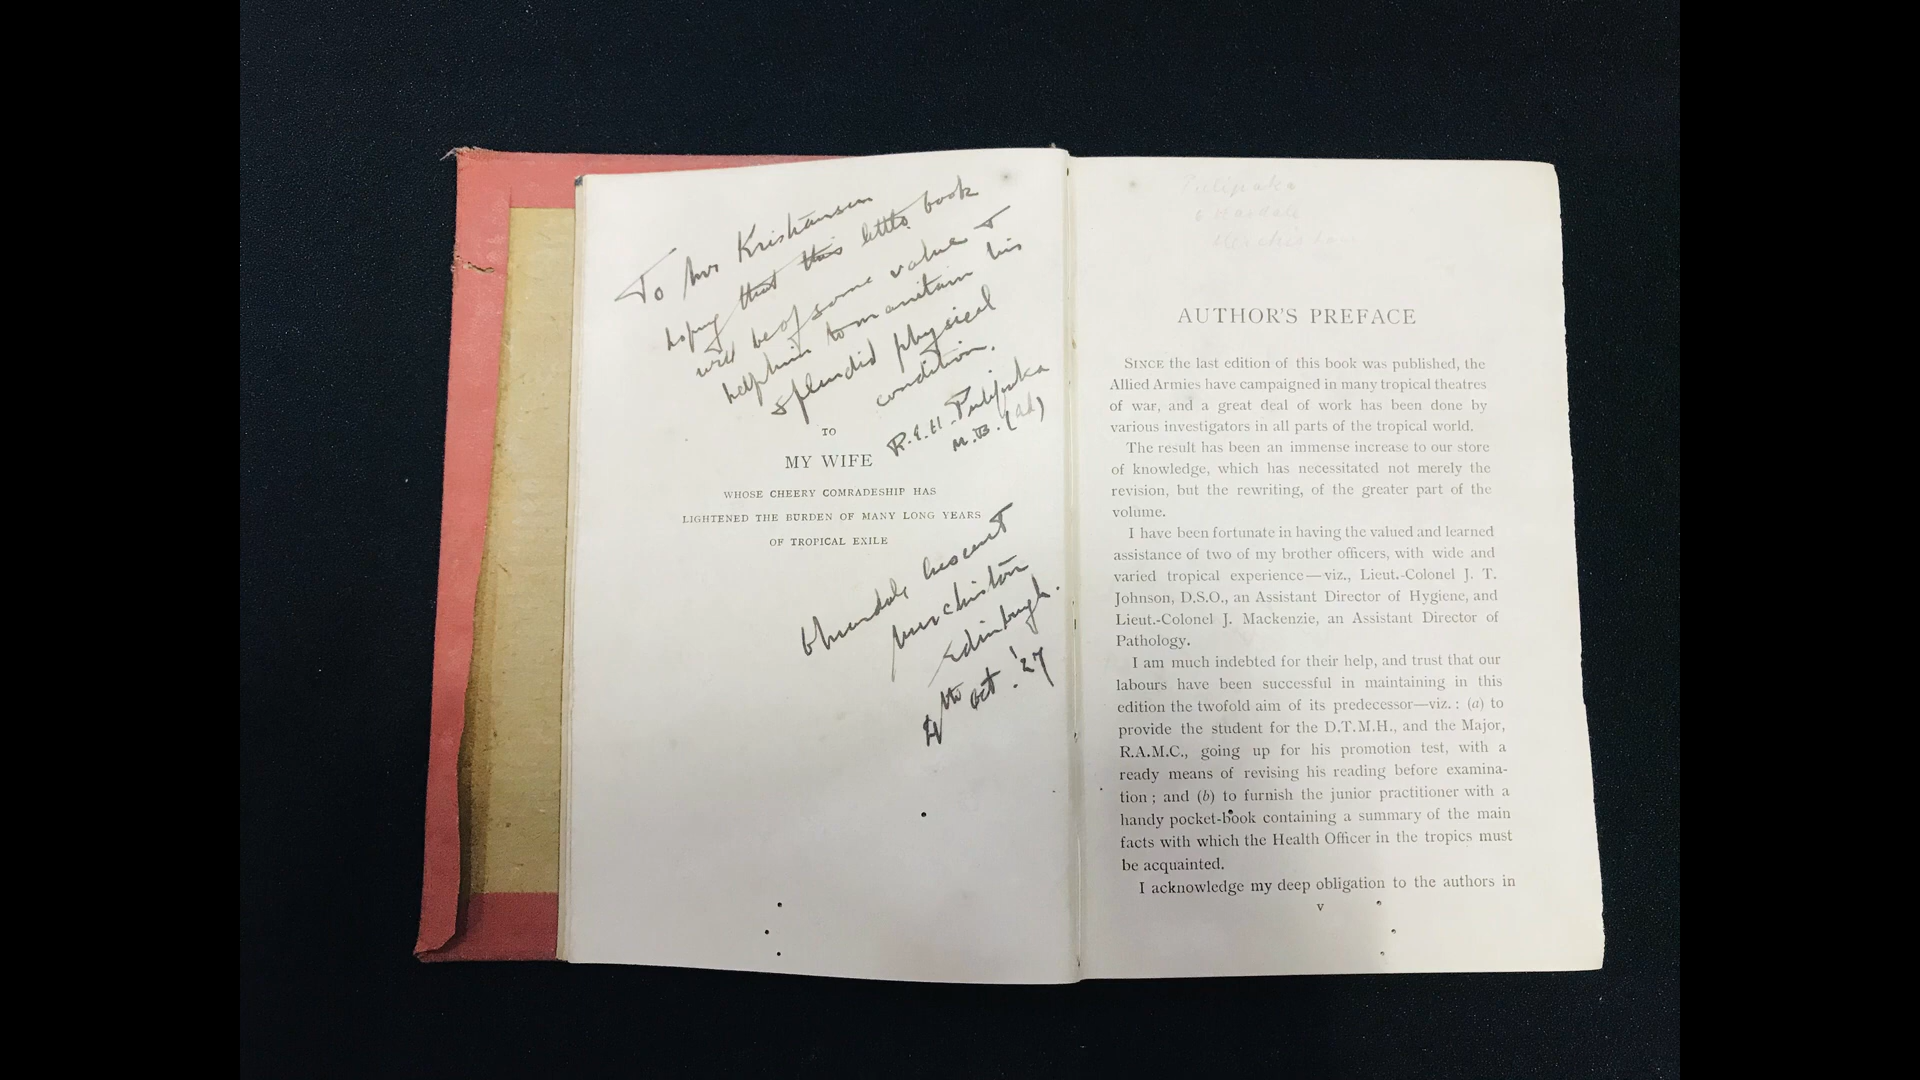 To Mr Kristiansen
hoping that this little book
will be of some value &
help him to manitain his
splendid physical
condition.
R.E.H. Pulipaka
M.B. (Ed)
TO
MY WIFE
WHOSE CHEERY COMRADESHIP HAS
LIGHTENED THE BURDEN OF MANY LONG YEARS
OF TROPICAL EXILE
Crescent
Merchiston
Edinburgh.
4th Oct. '27
Pulipaka
Merchiston
AUTHOR'S PREFACE
SINCE the last edition of this book was published, the
Allied Armies have campaigned in many tropical theatres
of war, and a great deal of work has been done by
various investigators in all parts of the tropical world.
The result has been an immense increase to our store
of knowledge, which has necessitated not merely the
revision, but the rewriting, of the greater part of the
volume.
I have been fortunate in having the valued and learned
assistance of two of my brother officers, with wide and
varied tropical experience—viz., Lieut.-Colonel J. T.
Johnson, D.S.O., an Assistant Director of Hygiene, and
Lieut.-Colonel J. Mackenzie, an Assistant Director of
Pathology.
I am much indebted for their help, and trust that our
labours have been successful in maintaining in this
edition the twofold aim of its predecessor—viz.: (a) to
provide the student for the D.T.M.H., and the Major,
R.A.M.C., going up for his promotion test, with a
ready means of revising his reading before examina-
tion; and (b) to furnish the junior practitioner with a
handy pocket-book containing a summary of the main
facts with which the Health Officer in the tropics must
be acquainted.
I acknowledge my deep obligation to the authors in
v